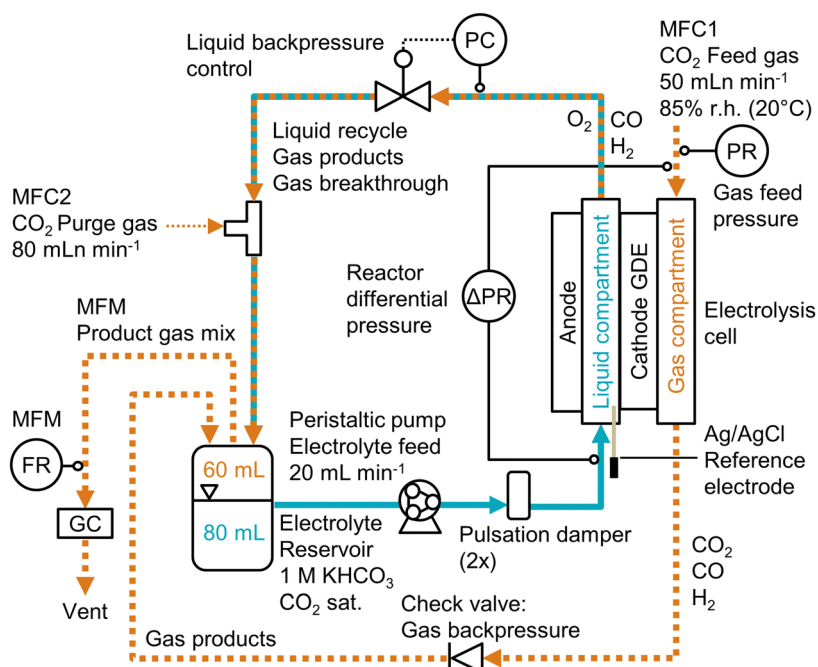 Liquid backpressure
control
PC
MFC1
CO₂ Feed gas
50 mLn min⁻¹
85% r.h. (20°C)
O₂
CO
H₂
PR
Gas feed
pressure
Liquid recycle
Gas products
Gas breakthrough
MFC2
CO₂ Purge gas
80 mLn min⁻¹
Reactor
differential
pressure
ΔPR
Anode
Liquid compartment
Cathode GDE
Gas compartment
Electrolysis
cell
MFM
Product gas mix
MFM
FR
GC
Vent
60 mL
80 mL
Peristaltic pump
Electrolyte feed
20 mL min⁻¹
Ag/AgCl
Reference
electrode
Electrolyte
Reservoir
1 M KHCO₃
CO₂ sat.
Pulsation damper
(2x)
CO₂
CO
H₂
Check valve:
Gas backpressure
Gas products